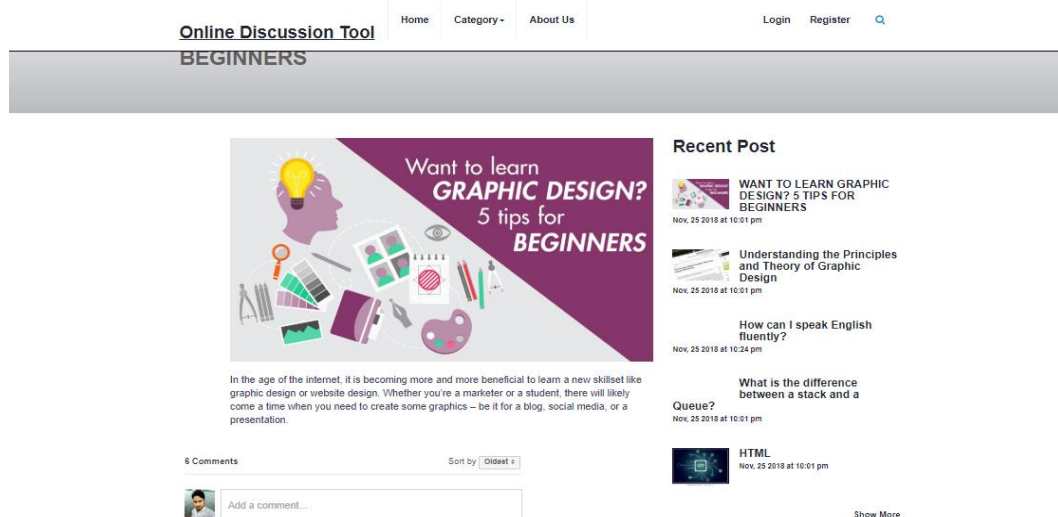 Online Discussion Tool
Home Category About Us
Login Register
BEGINNERS
Want to learn
GRAPHIC DESIGN?
5 tips for
BEGINNERS
In the age of the internet, it is becoming more and more beneficial to learn a new skillset like
graphic design or website design. Whether you're a marketer or a student, there will likely
come a time when you need to create some graphics – be it for a blog, social media, or a
presentation.
6 Comments
Sort by Oldest
Add a comment...
Recent Post
WANT TO LEARN GRAPHIC
DESIGN? 5 TIPS FOR
BEGINNERS
Nov, 25 2018 at 10:01 pm
Understanding the Principles
and Theory of Graphic
Design
Nov, 25 2018 at 10:01 pm
How can I speak English
fluently?
Nov, 25 2018 at 10:24 pm
What is the difference
between a stack and a
Queue?
Nov, 25 2018 at 10:01 pm
HTML
Nov, 25 2018 at 10:01 pm
Show More